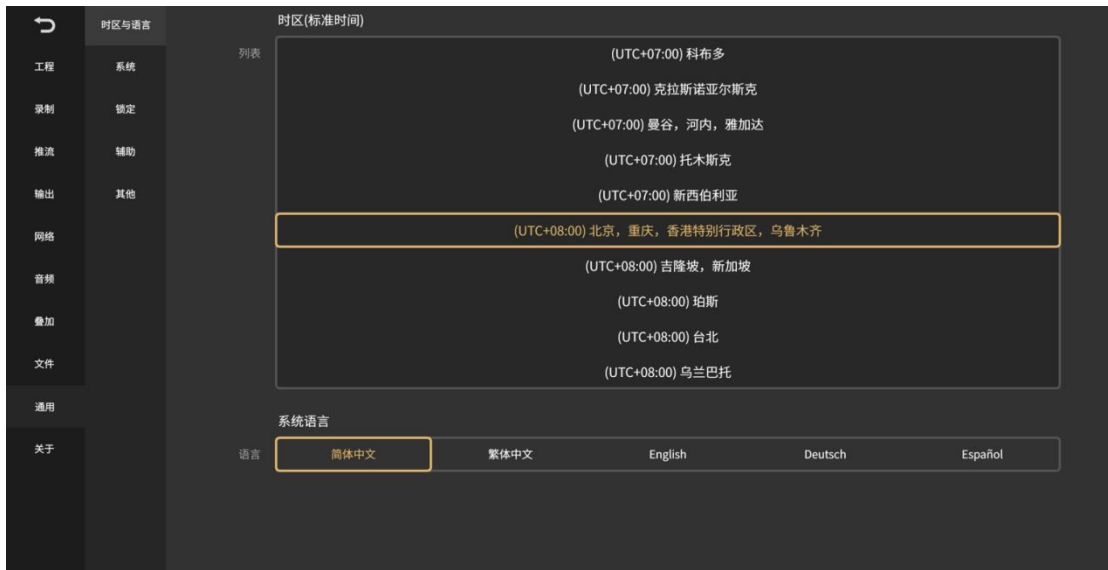 时区与语言
时区(标准时间)
工程
录制
推流
输出
网络
音频
叠加
文件
通用
关于
系统
锁定
辅助
其他
列表
(UTC+07:00) 科布多
(UTC+07:00) 克拉斯诺亚尔斯克
(UTC+07:00) 曼谷，河内，雅加达
(UTC+07:00) 托木斯克
(UTC+07:00) 新西伯利亚
(UTC+08:00) 北京，重庆，香港特别行政区，乌鲁木齐
(UTC+08:00) 吉隆坡，新加坡
(UTC+08:00) 珀斯
(UTC+08:00) 台北
(UTC+08:00) 乌兰巴托
系统语言
语言 简体中文 繁体中文 English Deutsch Español